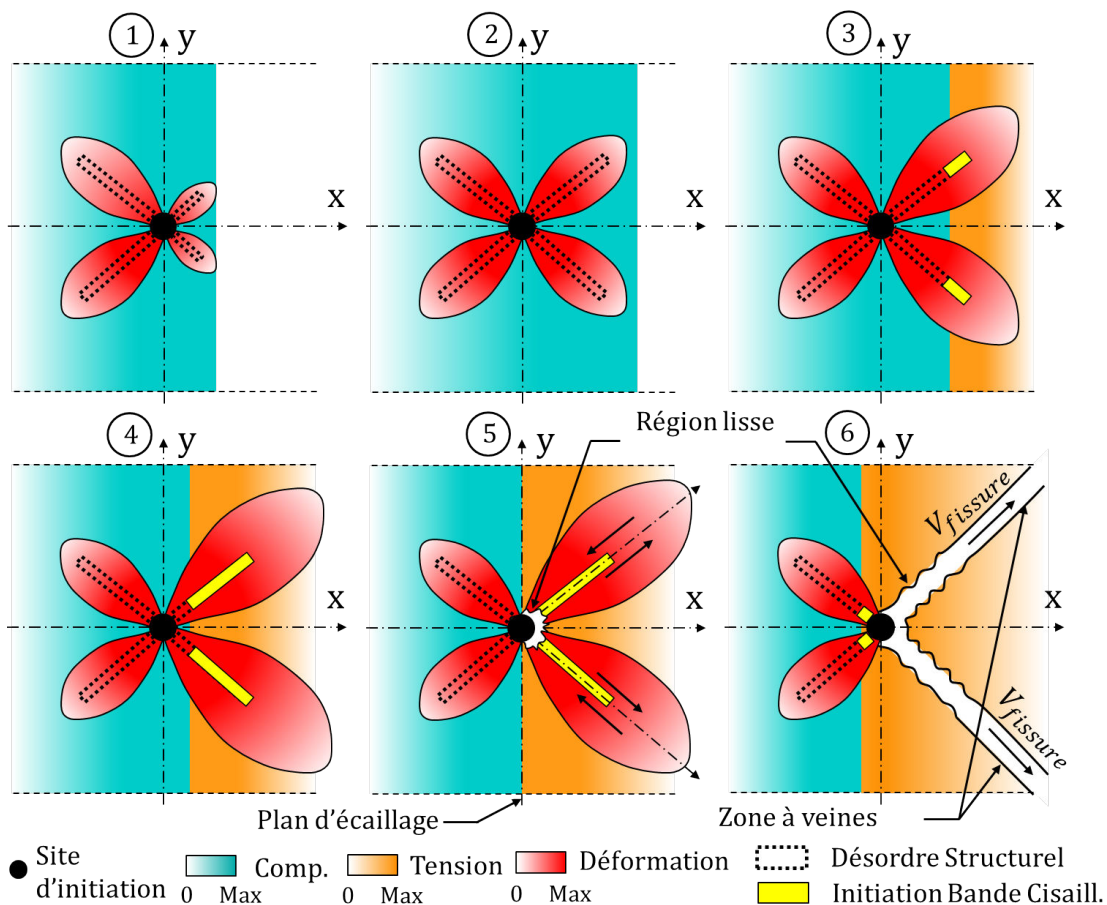 1 y
x
2 y
x
3 y
x
Région lisse
4 y
x
5 y
x
6 y
x
V_fissure
V_fissure
Plan d'écaillage
Zone à veines
Site d'initiation
Comp.
0 Max
Tension
0 Max
Déformation
0 Max
Désordre Structurel
Initiation Bande Cisaill.